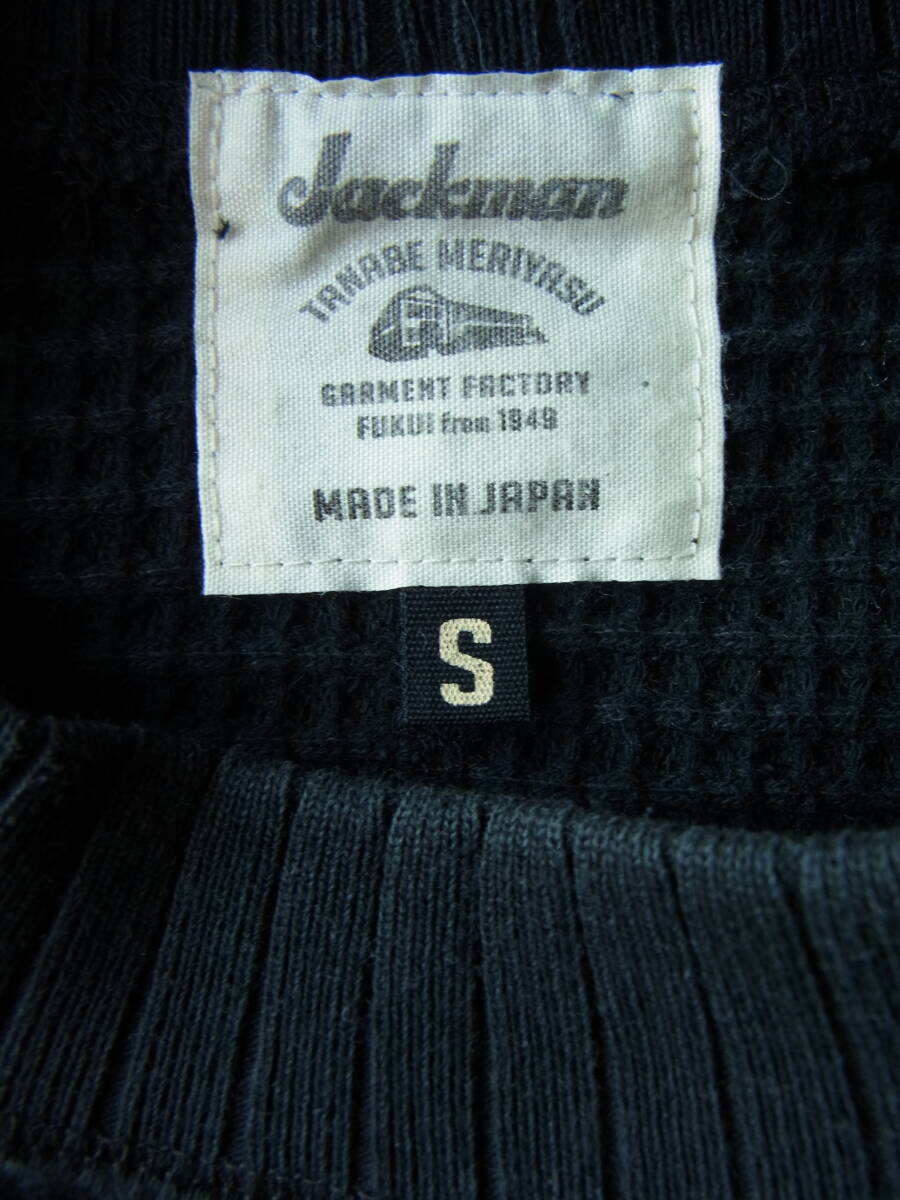 Jackman
TANABE MERIYASU
GARMENT FACTORY
FUKUI from 1949
MADE IN JAPAN
S